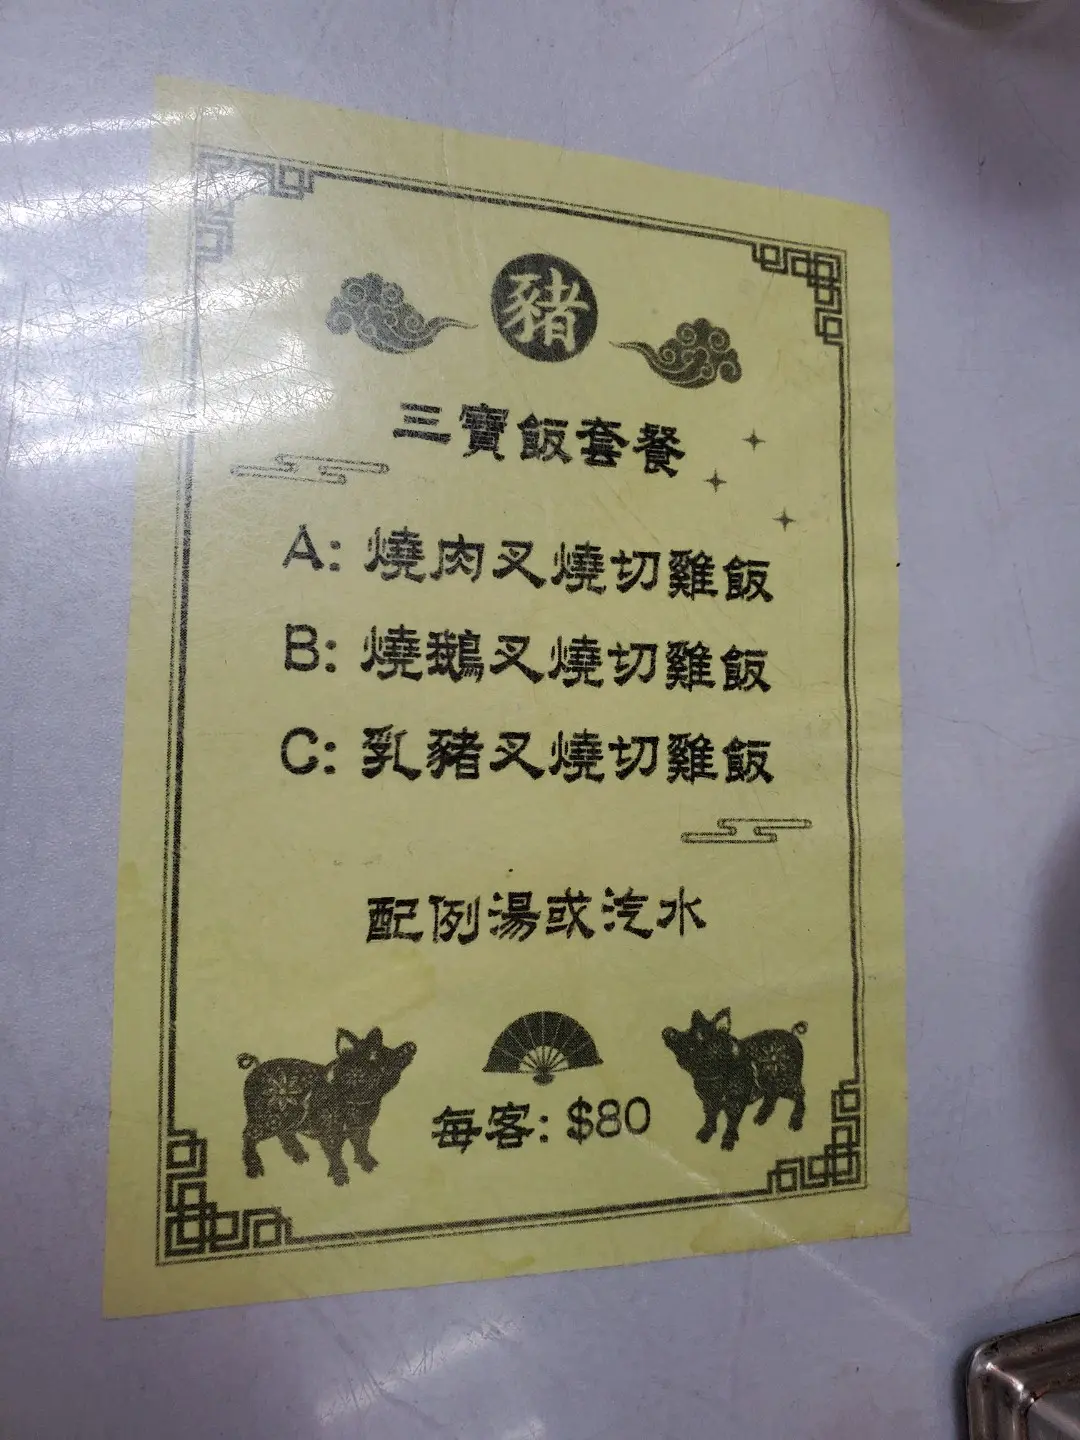 豬
三寶飯套餐
A: 燒肉叉燒切雞飯
B: 燒鵝叉燒切雞飯
C: 乳豬叉燒切雞飯
配例湯或汽水
每客: $80